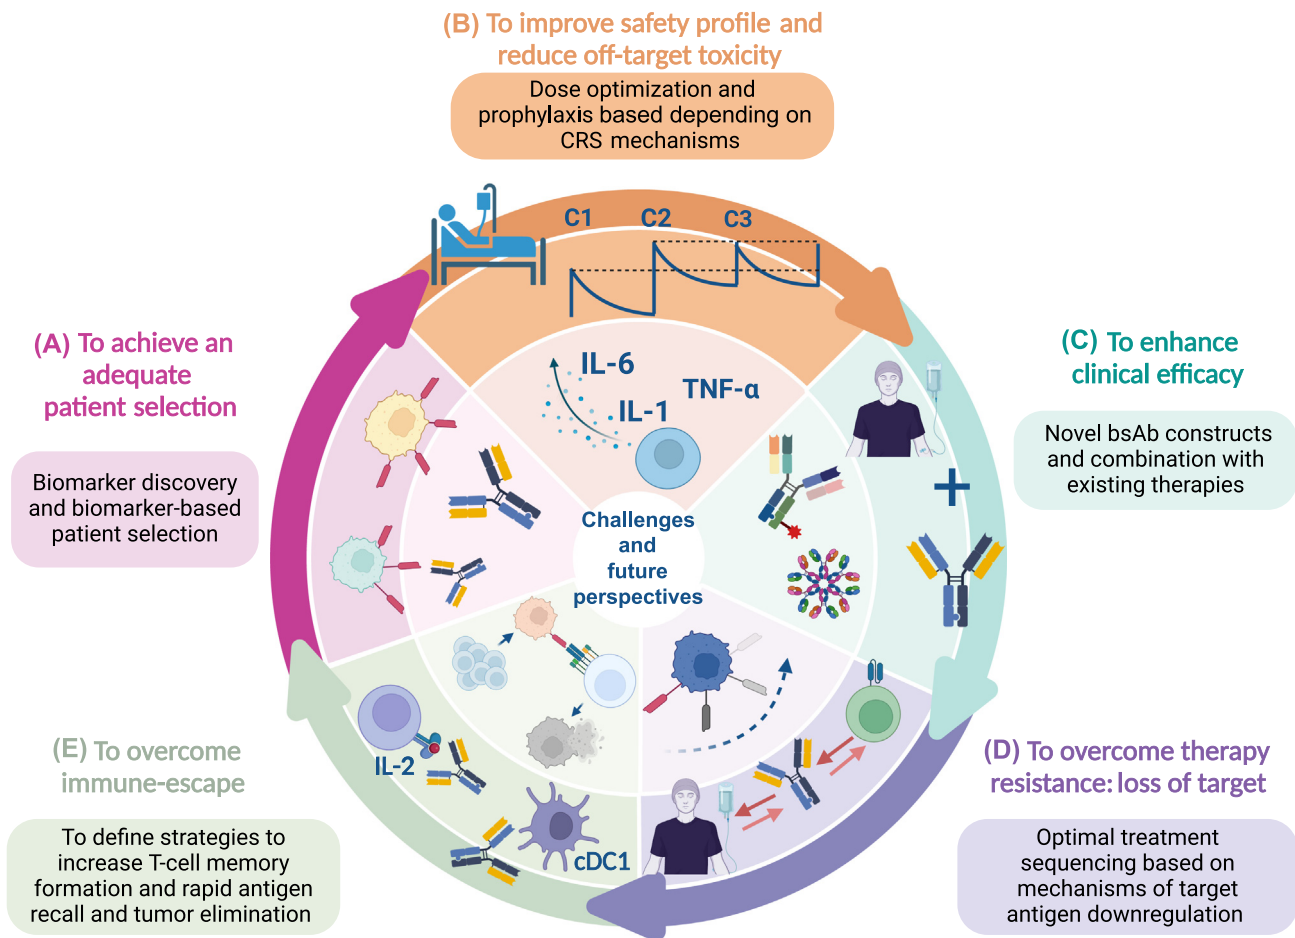 (B) To improve safety profile and
reduce off-target toxicity
Dose optimization and
prophylaxis based depending on
CRS mechanisms
C1
C2
C3
(A) To achieve an
adequate
patient selection
Biomarker discovery
and biomarker-based
patient selection
IL-6
IL-1
TNF-α
(C) To enhance
clinical efficacy
Novel bsAb constructs
and combination with
existing therapies
Challenges
and
future
perspectives
(E) To overcome
immune-escape
To define strategies to
increase T-cell memory
formation and rapid antigen
recall and tumor elimination
IL-2
cDC1
(D) To overcome therapy
resistance: loss of target
Optimal treatment
sequencing based on
mechanisms of target
antigen downregulation